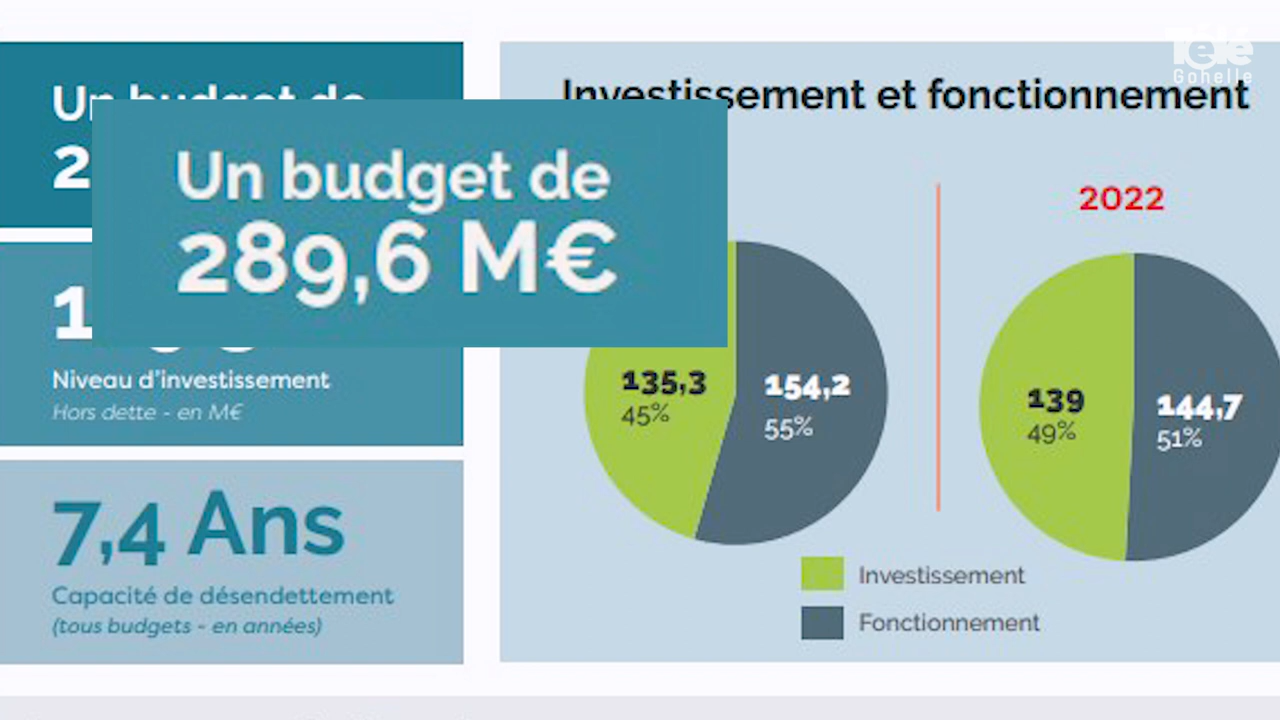 Télé
Gohelle
Un budget de
289,6 M€
Niveau d'investissement
Hors dette - en M€
7,4 Ans
Capacité de désendettement
(tous budgets - en années)
Investissement et fonctionnement
135,3
45%
154,2
55%
2022
139
49%
144,7
51%
Investissement
Fonctionnement